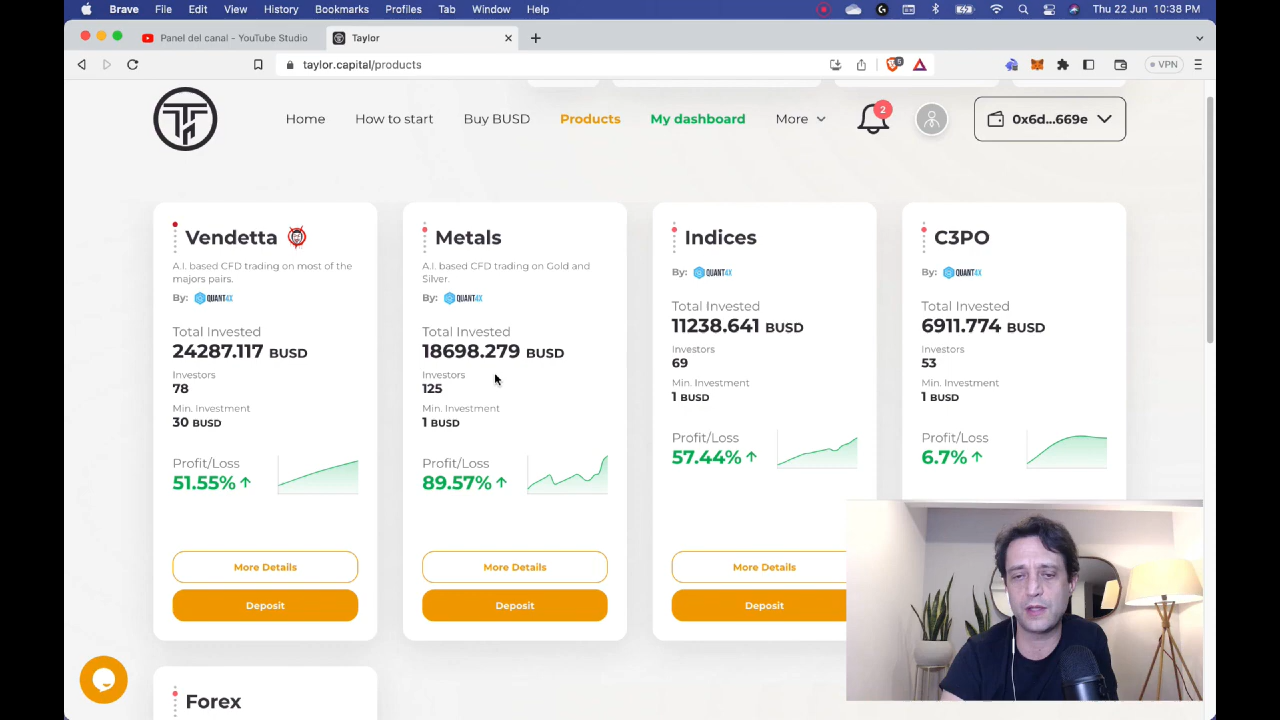 Brave File Edit View History Bookmarks Profiles Tab Window Help Thu 22 Jun 10:38 PM
Panel del canal - YouTube Studio
Taylor
taylor.capital/products
5
VPN
Home How to start Buy BUSD Products My dashboard More
2
0x6d...669e
Vendetta
A.I. based CFD trading on most of the
majors pairs.
By: QUANT4X
Total Invested
24287.117 BUSD
Investors
78
Min. Investment
30 BUSD
Profit/Loss
51.55%
More Details
Deposit
Metals
A.I. based CFD trading on Gold and
Silver.
By: QUANT4X
Total Invested
18698.279 BUSD
Investors
125
Min. Investment
1 BUSD
Profit/Loss
89.57%
More Details
Deposit
Indices
By: QUANT4X
Total Invested
11238.641 BUSD
Investors
69
Min. Investment
1 BUSD
Profit/Loss
57.44%
More Details
Deposit
C3PO
By: QUANT4X
Total Invested
6911.774 BUSD
Investors
53
Min. Investment
1 BUSD
Profit/Loss
6.7%
Forex